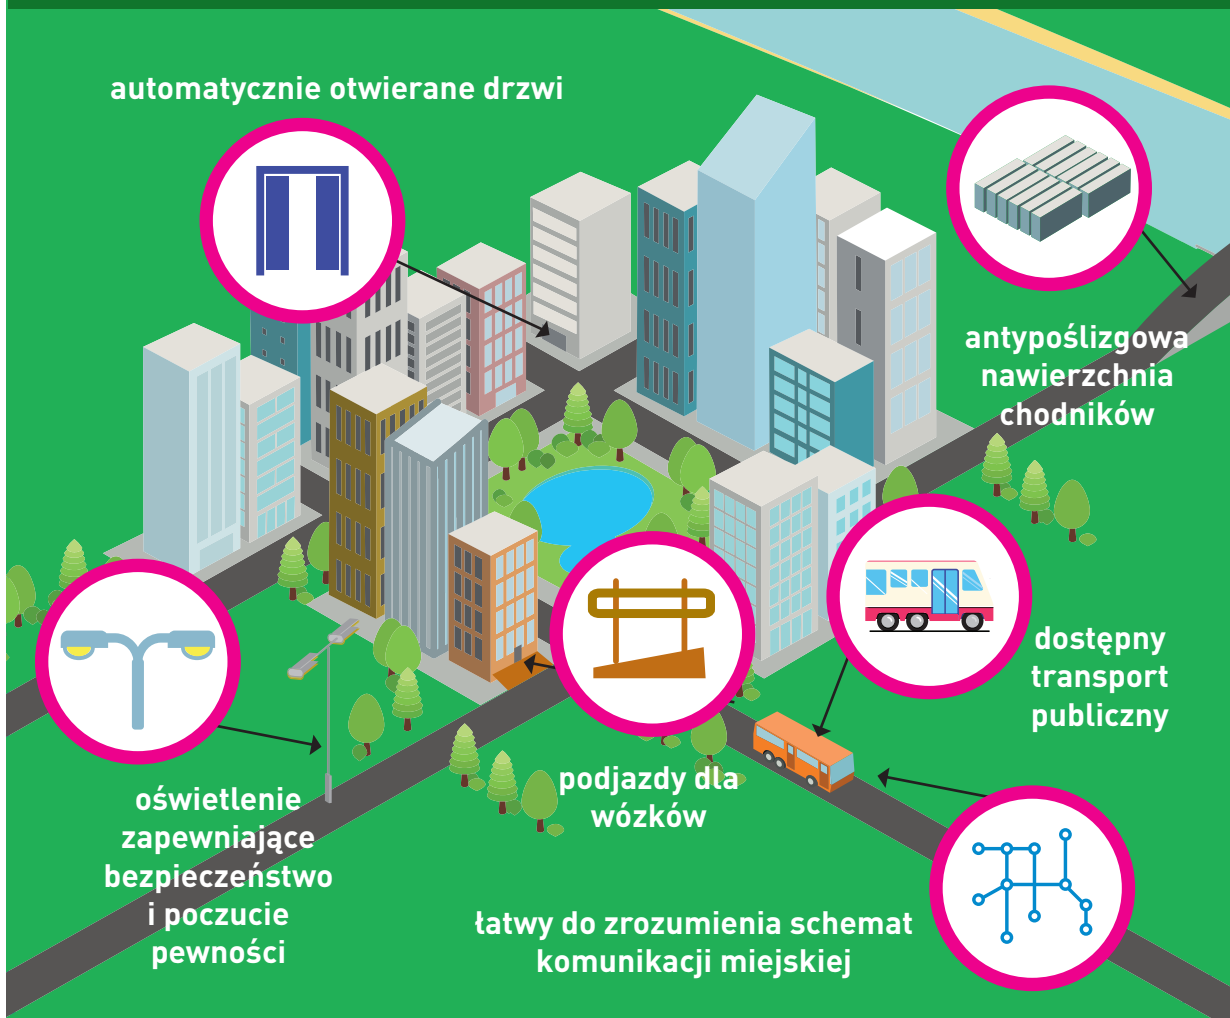 automatycznie otwierane drzwi
antypoślizgowa
nawierzchnia
chodników
dostępny
transport
publiczny
podjazdy dla
wózków
oświetlenie
zapewniające
bezpieczeństwo
i poczucie
pewności
łatwy do zrozumienia schemat
komunikacji miejskiej